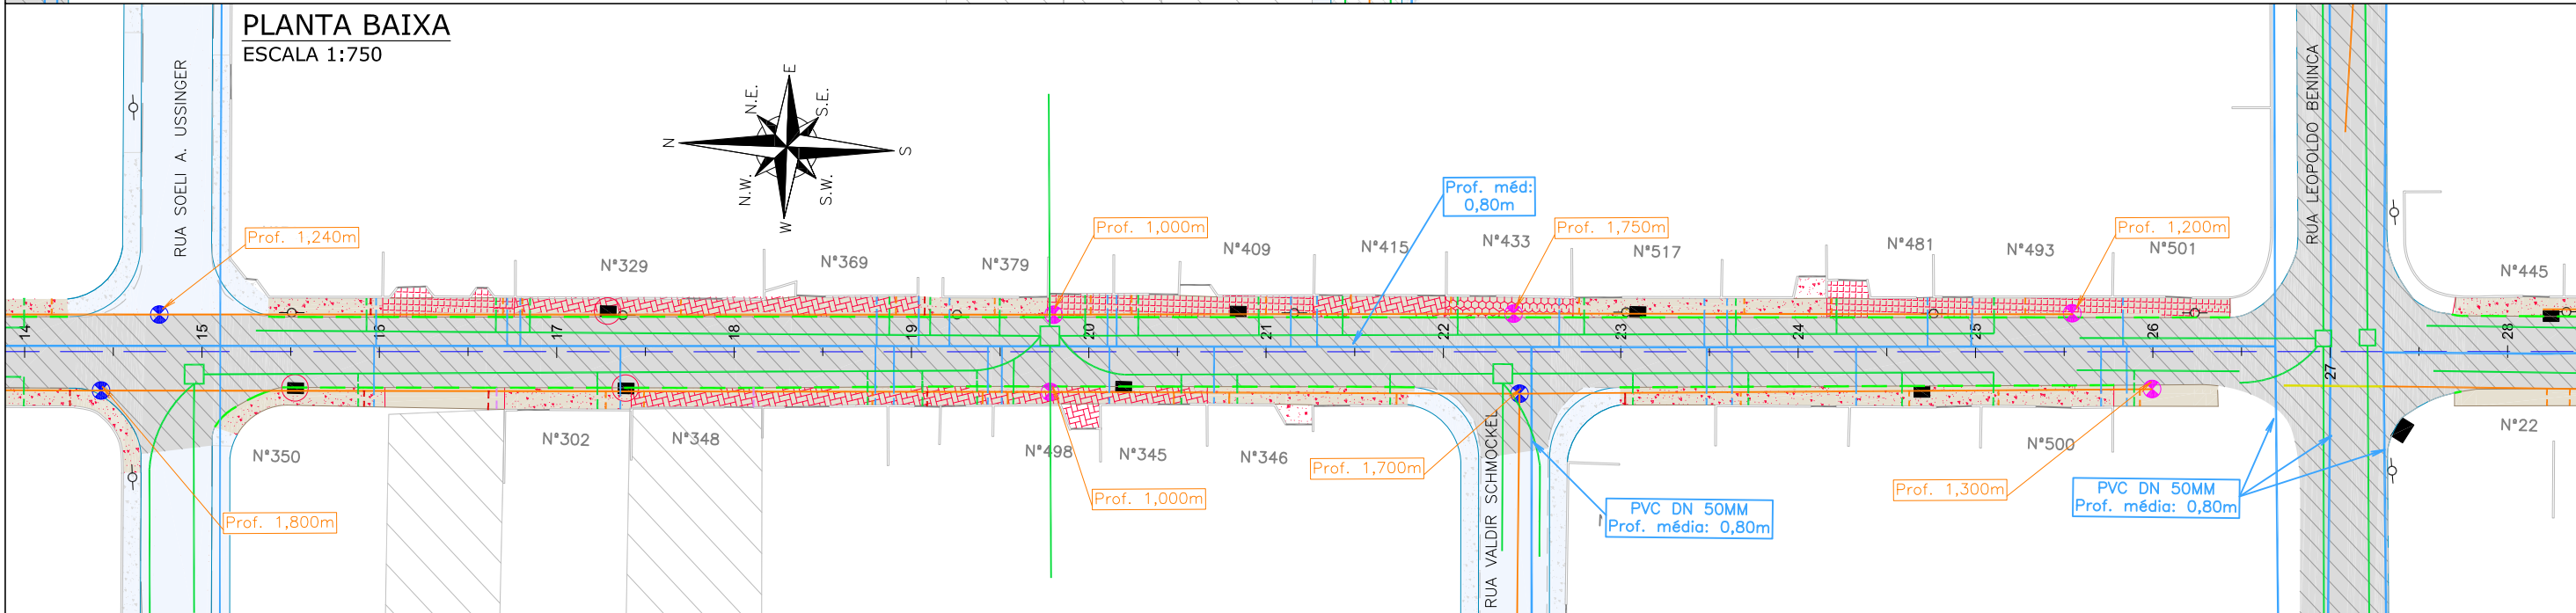 PLANTA BAIXA
ESCALA 1:750
RUA SOELI A. USSINGER
E
N.E.
S.E.
N
S
N.W.
S.W.
W
RUA LEOPOLDO BENINCA
Prof. méd:
0,80m
Prof. 1,240m
Prof. 1,000m
Prof. 1,750m
Prof. 1,200m
N°329
N°369
N°379
N°409
N°415
N°433
N°517
N°481
N°493
N°501
N°445
14
15
16
17
18
19
20
21
22
23
24
25
26
27
28
N°350
N°302
N°348
N°498
N°345
N°346
N°500
N°22
Prof. 1,800m
Prof. 1,000m
Prof. 1,700m
Prof. 1,300m
RUA VALDIR SCHMOCKEL
PVC DN 50MM
Prof. média: 0,80m
PVC DN 50MM
Prof. média: 0,80m